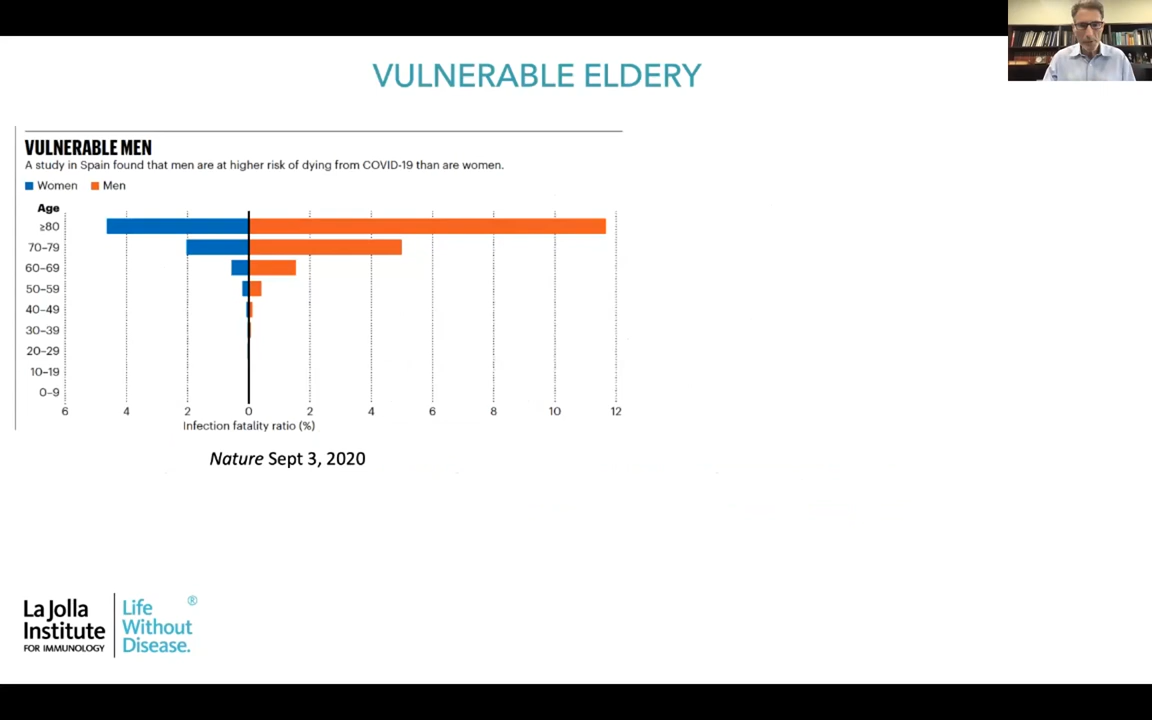 VULNERABLE ELDERY
VULNERABLE MEN
A study in Spain found that men are at higher risk of dying from COVID-19 than are women.
Women Men
Age
≥80
70–79
60–69
50–59
40–49
30–39
20–29
10–19
0–9
6 4 2 0 2 4 6 8 10 12
Infection fatality ratio (%)
Nature Sept 3, 2020
La Jolla
Institute
FOR IMMUNOLOGY
Life
Without
Disease.
®